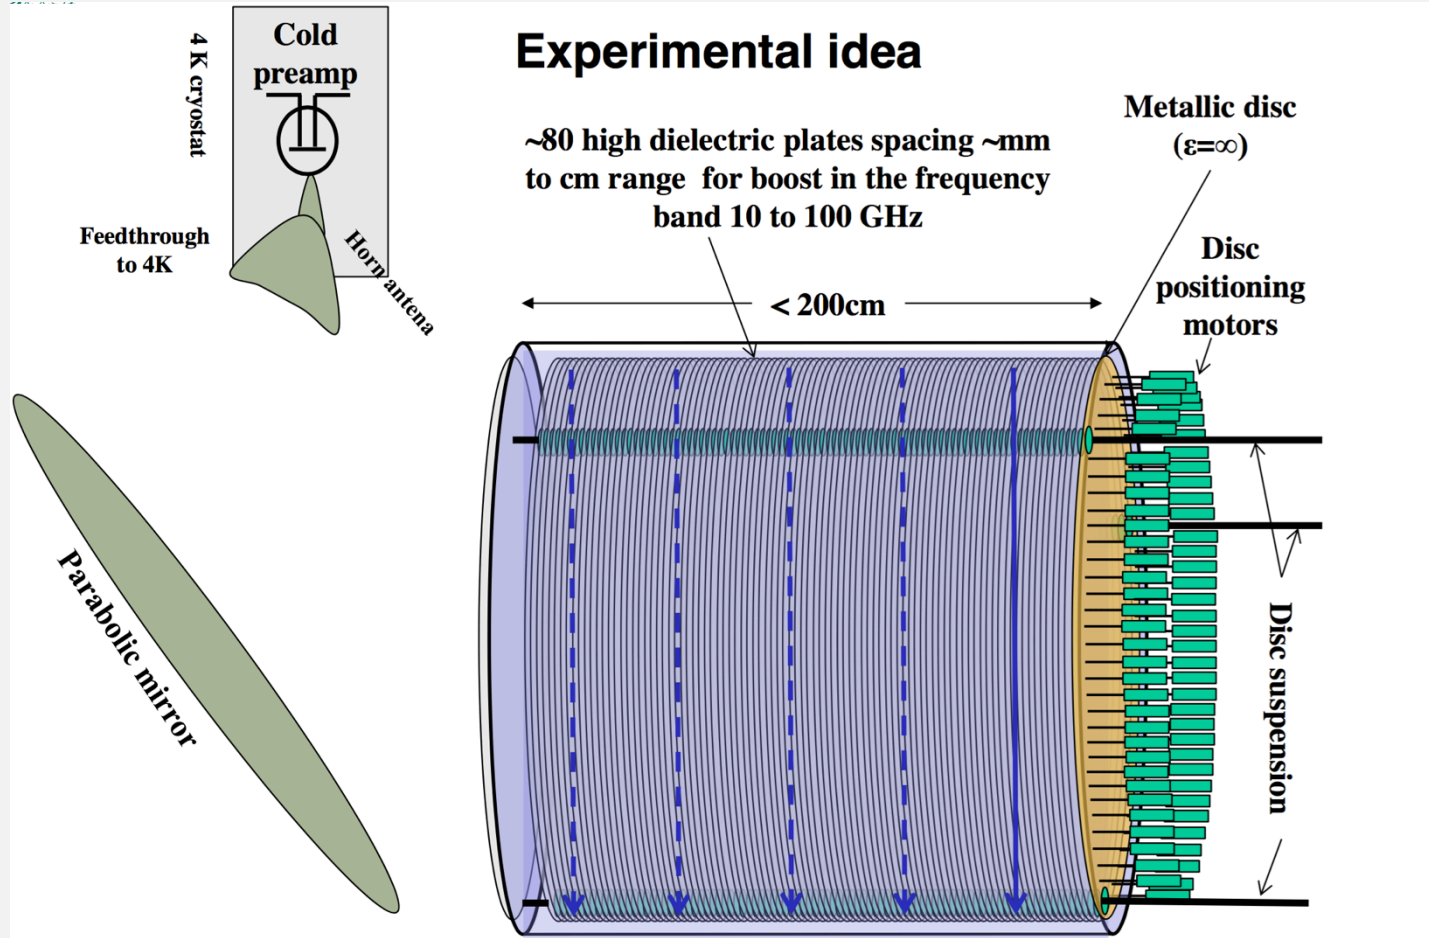 Experimental idea
4 K cryostat
Cold
preamp
Feedthrough
to 4K
Horn antena
~80 high dielectric plates spacing ~mm
to cm range for boost in the frequency
band 10 to 100 GHz
Metallic disc
(ε=∞)
Disc
positioning
motors
< 200cm
Parabolic mirror
Disc suspension